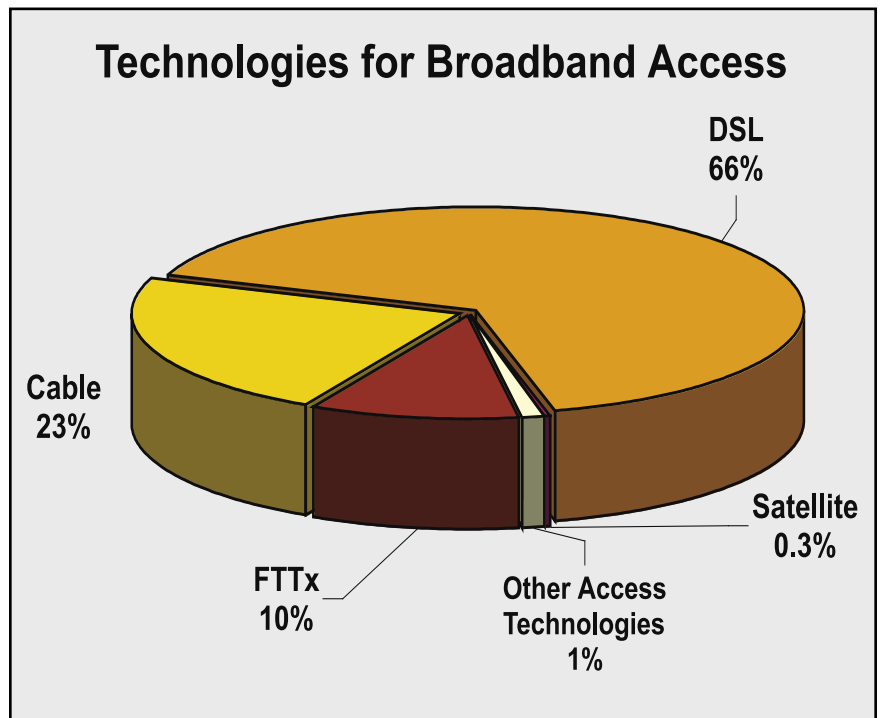 Technologies for Broadband Access
DSL
66%
Cable
23%
Satellite
0.3%
FTTx
10%
Other Access
Technologies
1%